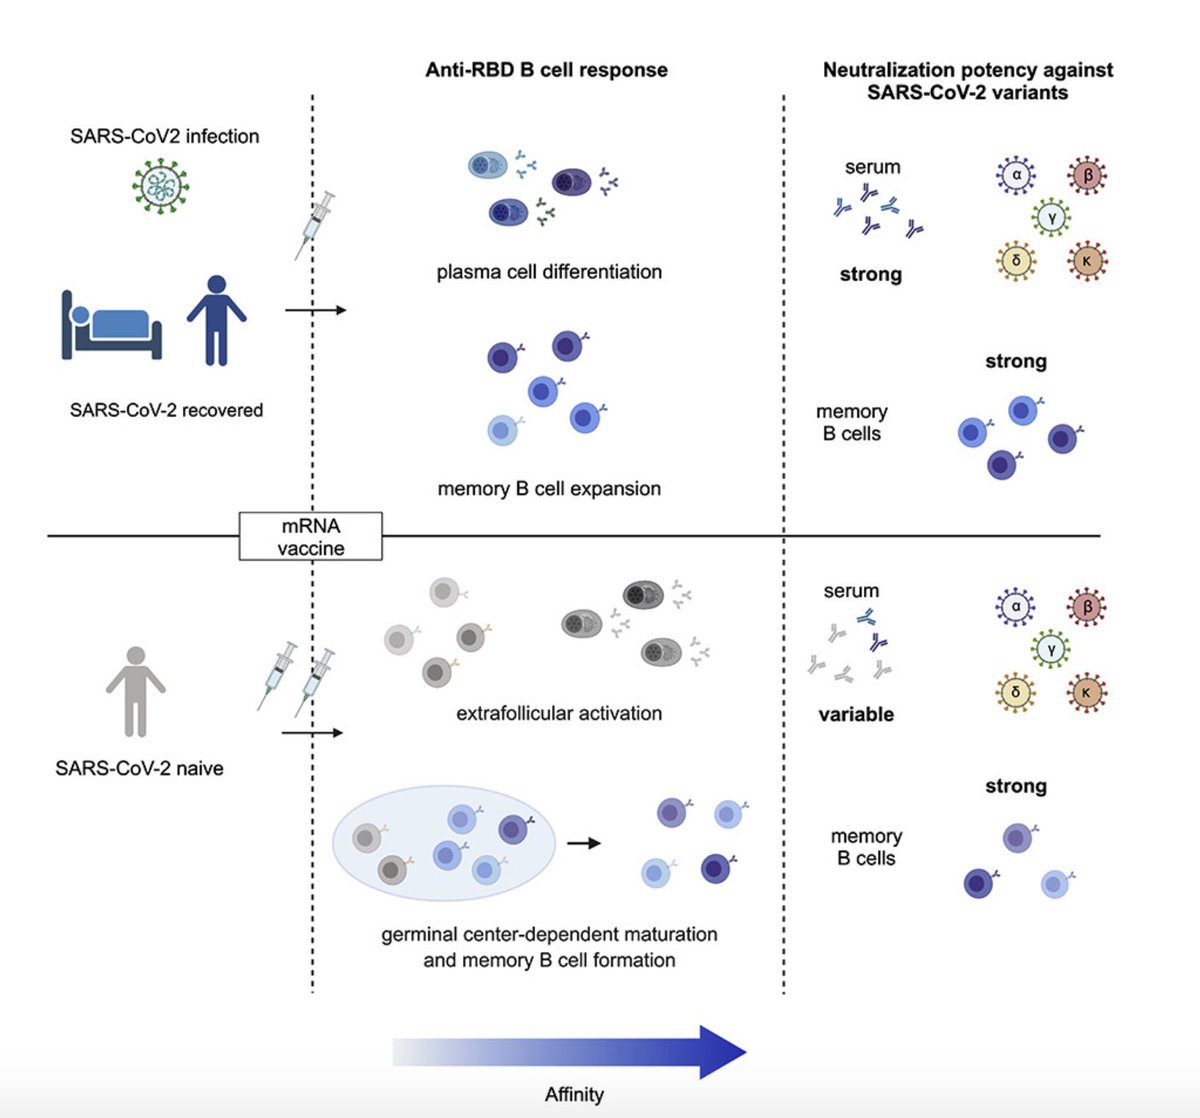 Anti-RBD B cell response
Neutralization potency against
SARS-CoV-2 variants
SARS-CoV2 infection
SARS-CoV-2 recovered
plasma cell differentiation
memory B cell expansion
serum
strong
α
β
γ
δ
κ
strong
memory
B cells
mRNA
vaccine
SARS-CoV-2 naive
extrafollicular activation
germinal center-dependent maturation
and memory B cell formation
serum
variable
α
β
γ
δ
κ
strong
memory
B cells
Affinity